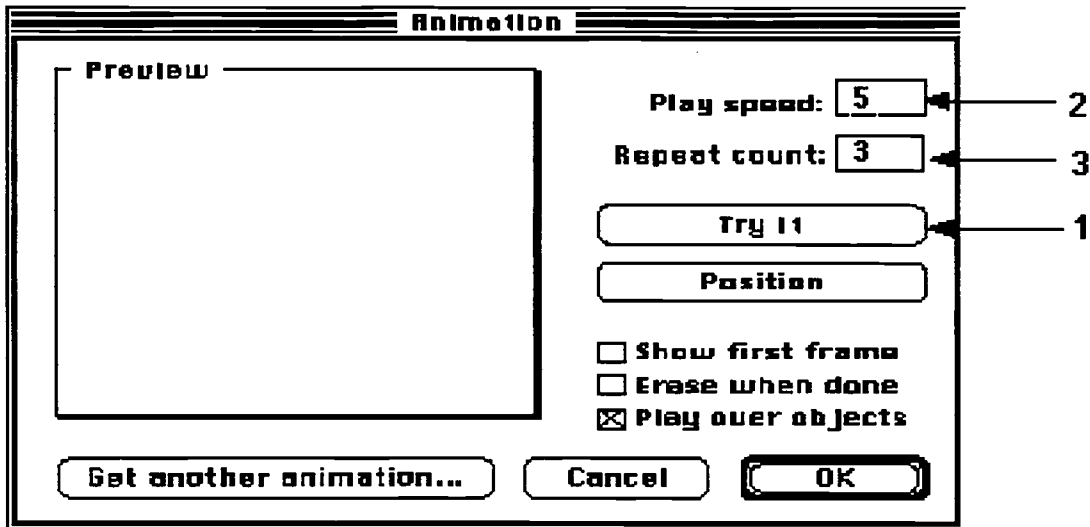 Animation
Preview
Play speed: 5 2
Repeat count: 3 3
Try It 1
Position
Show first frame
Erase when done
Play over objects
Get another animation...
Cancel
OK